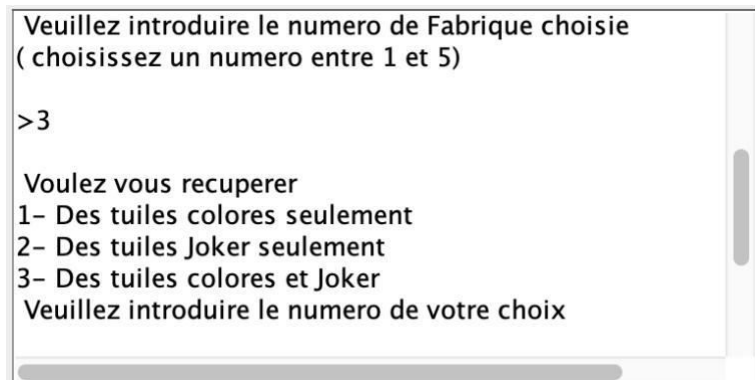 Veuillez introduire le numero de Fabrique choisie
( choisissez un numero entre 1 et 5)
>3
Voulez vous recuperer
1- Des tuiles colores seulement
2- Des tuiles Joker seulement
3- Des tuiles colores et Joker
Veuillez introduire le numero de votre choix